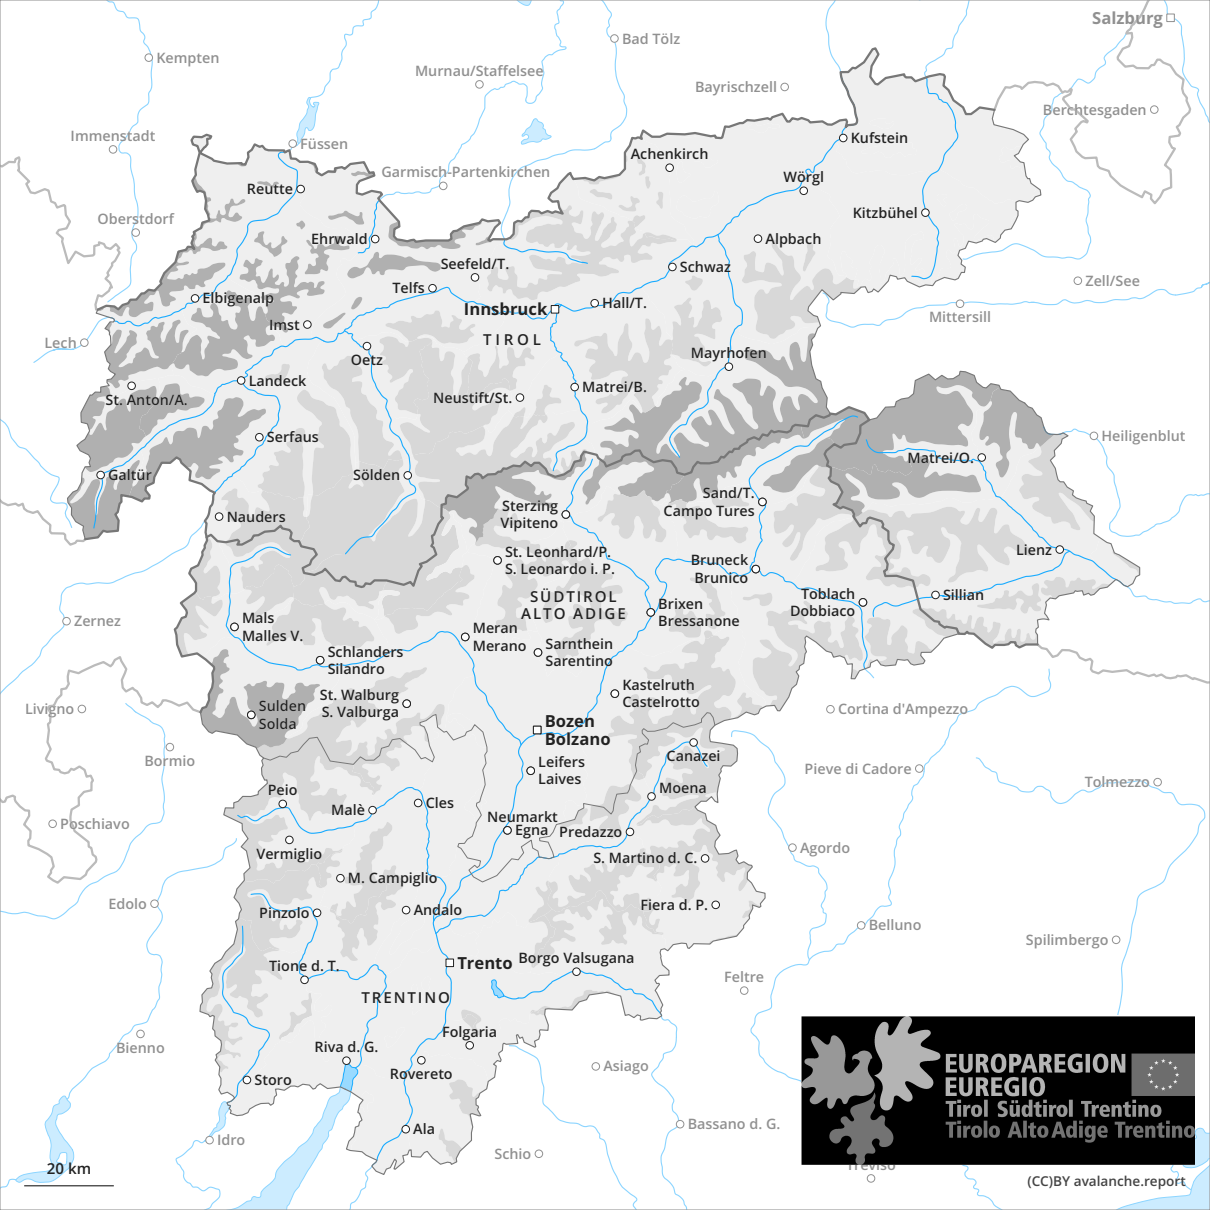 Salzburg
Bad Tölz
Kempten
Murnau/Staffelsee
Bayrischzell
Berchtesgaden
Immenstadt
Füssen
Kufstein
Achenkirch
Garmisch-Partenkirchen
Wörgl
Reutte
Oberstdorf
Kitzbühel
Ehrwald
Alpbach
Seefeld/T.
Schwaz
Zell/See
Telfs
Elbigenalp
Innsbruck
Hall/T.
Mittersill
Imst
Lech
TIROL
Oetz
Mayrhofen
Landeck
Matrei/B.
St. Anton/A.
Neustift/St.
Serfaus
Heiligenblut
Matrei/O.
Galtür
Sölden
Sand/T.
Campo Tures
Sterzing
Vipiteno
Nauders
St. Leonhard/P.
S. Leonardo i. P.
Lienz
Bruneck
Brunico
SÜDTIROL
ALTO ADIGE
Toblach
Dobbiaco
Sillian
Brixen
Bressanone
Zernez
Mals
Malles V.
Meran
Merano
Sarnthein
Sarentino
Schlanders
Silandro
St. Walburg
S. Valburga
Kastelruth
Castelrotto
Livigno
Sulden
Solda
Cortina d'Ampezzo
Bozen
Bolzano
Bormio
Canazei
Leifers
Laives
Pieve di Cadore
Tolmezzo
Peio
Moena
Malè
Cles
Neumarkt
Egna
Predazzo
Poschiavo
Vermiglio
S. Martino d. C.
Agordo
M. Campiglio
Edolo
Pinzolo
Andalo
Fiera d. P.
Belluno
Spilimbergo
Trento
Borgo Valsugana
Tione d. T.
Feltre
TRENTINO
Folgaria
Bienno
Riva d. G.
Rovereto
Asiago
Storo
EUROPAREGION
EUREGIO
Tirol Südtirol Trentino
Tirolo Alto Adige Trentino
Ala
Idro
Bassano d. G.
Schio
Treviso
20 km
(CC)BY avalanche.report